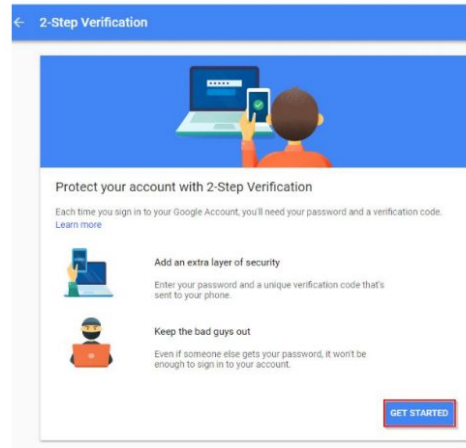 2-Step Verification
Protect your account with 2-Step Verification
Each time you sign in to your Google Account, you'll need your password and a verification code.
Learn more
Add an extra layer of security
Enter your password and a unique verification code that's
sent to your phone.
Keep the bad guys out
Even if someone else gets your password, it won't be
enough to sign in to your account.
GET STARTED